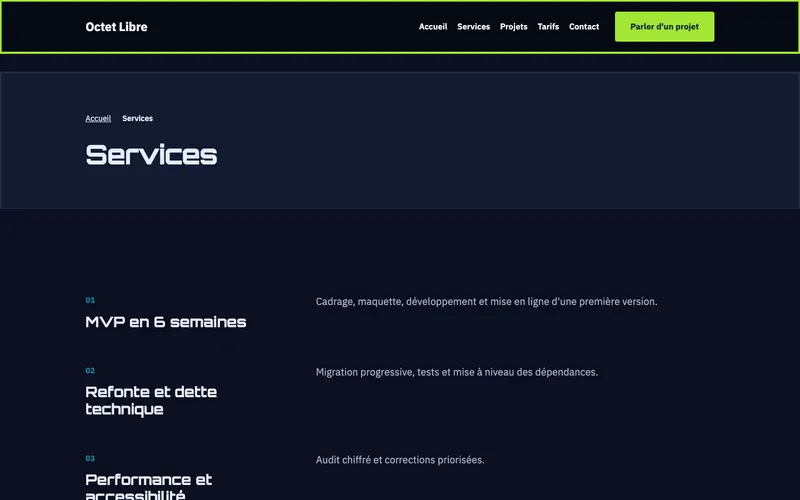 Octet Libre
Accueil Services Projets Tarifs Contact Parler d'un projet
Accueil Services
Services
01
MVP en 6 semaines
Cadrage, maquette, développement et mise en ligne d'une première version.
02
Refonte et dette
technique
Migration progressive, tests et mise à niveau des dépendances.
03
Performance et
accessibilité
Audit chiffré et corrections priorisées.